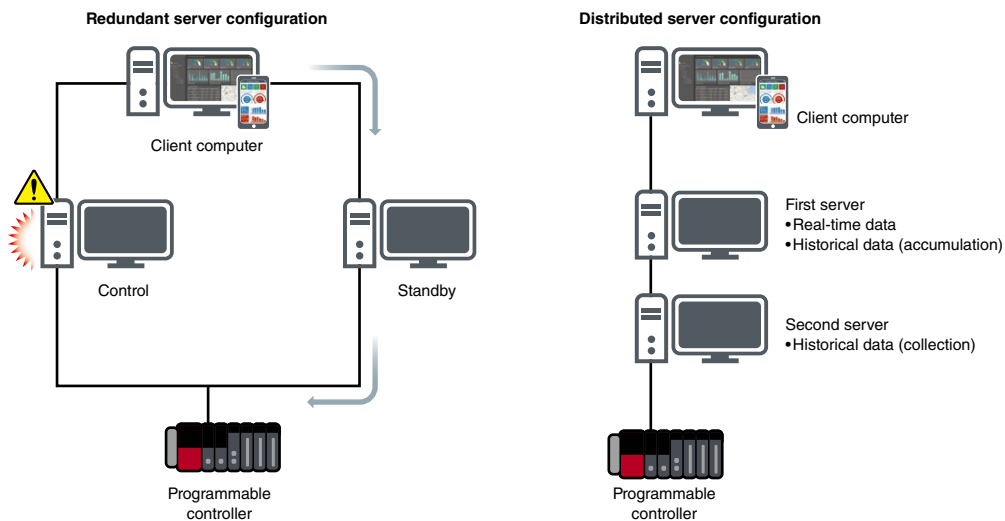 Redundant server configuration
Client computer
Control
Standby
Programmable
controller
Distributed server configuration
Client computer
First server
•Real-time data
•Historical data (accumulation)
Second server
•Historical data (collection)
Programmable
controller